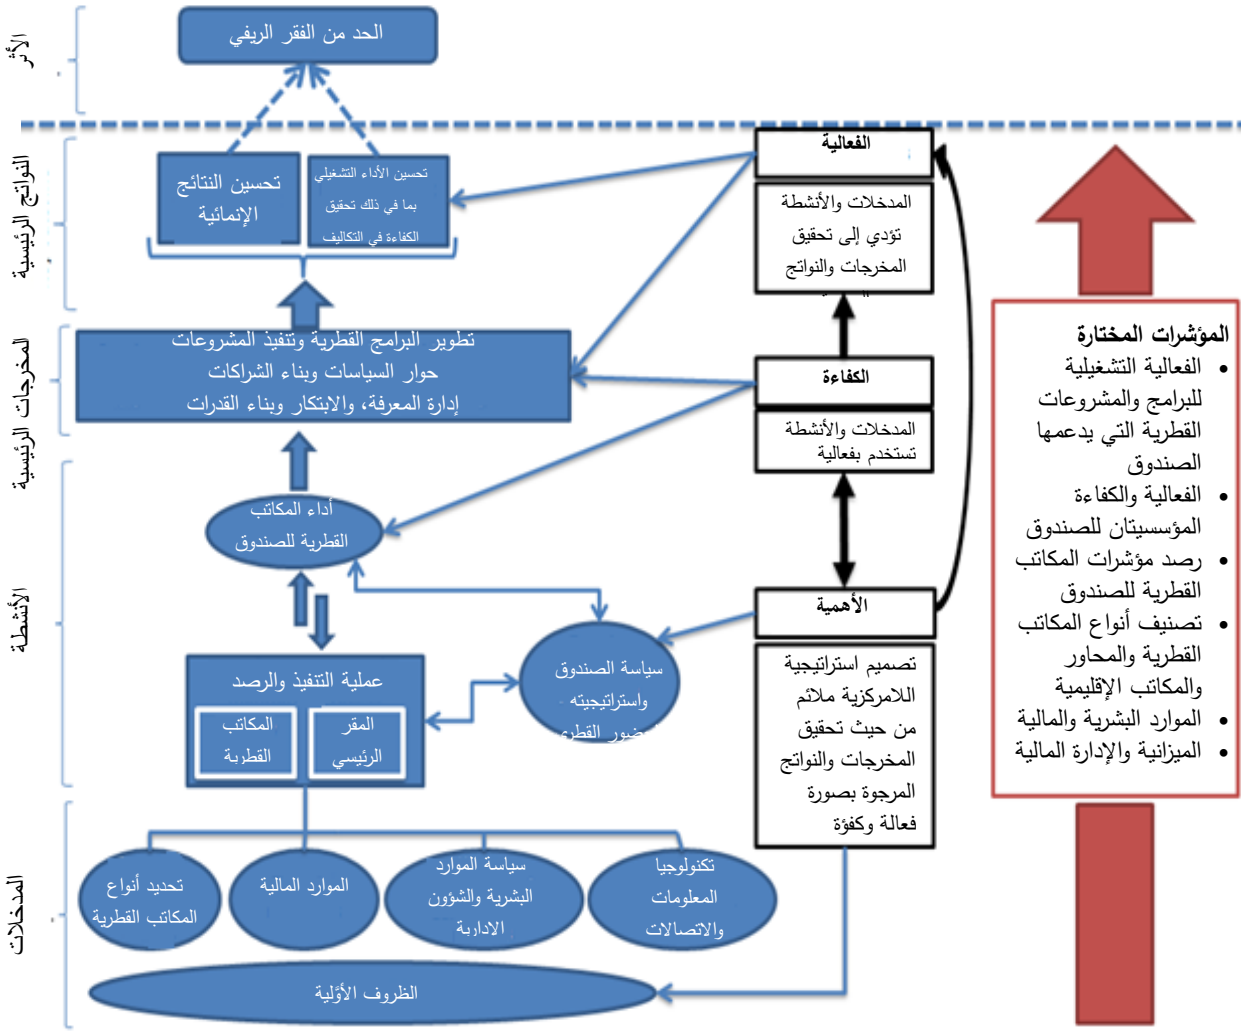 الأثر
الحد من الفقر الريفي
النواتج الرئيسية
تحسين الأداء التشغيلي
بما في ذلك تحقيق
الكفاءة في التكاليف
تحسين النتائج
الإنمائية
الفعالية
المدخلات والأنشطة
تؤدي إلى تحقيق
المخرجات والنواتج
المخرجات الرئيسية
تطوير البرامج القطرية وتنفيذ المشروعات
حوار السياسات وبناء الشراكات
إدارة المعرفة، والابتكار وبناء القدرات
الكفاءة
المدخلات والأنشطة
تستخدم بفعالية
الأنشطة
أداء المكاتب
القطرية للصندوق
سياسة الصندوق
واستراتيجيته
القطري
عملية التنفيذ والرصد
المقر
الرئيسي
المكاتب
القطرية
الأهمية
تصميم استراتيجية
اللامركزية ملائم
من حيث تحقيق
المخرجات والنواتج
المرجوة بصورة
فعالة وكفؤة
المدخلات
تكنولوجيا
المعلومات
والاتصالات
سياسة الموارد
البشرية والشؤون
الادارية
الموارد المالية
تحديد أنواع
المكاتب القطرية
الظروف الأوّلية
المؤشرات المختارة
• الفعالية التشغيلية
للبرامج والمشروعات
القطرية التي يدعمها
الصندوق
• الفعالية والكفاءة
المؤسسيتان للصندوق
• رصد مؤشرات المكاتب
القطرية للصندوق
• تصنيف أنواع المكاتب
القطرية والمحاور
والمكاتب الإقليمية
• الموارد البشرية والمالية
• الميزانية والإدارة المالية